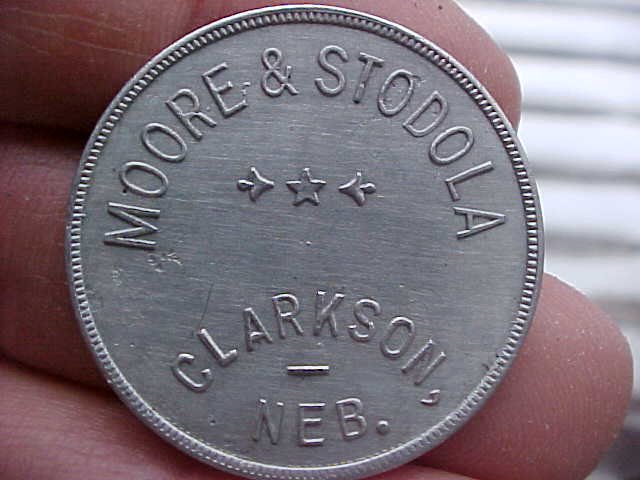 MOORE & STODOLA
CLARKSON,
NEB.